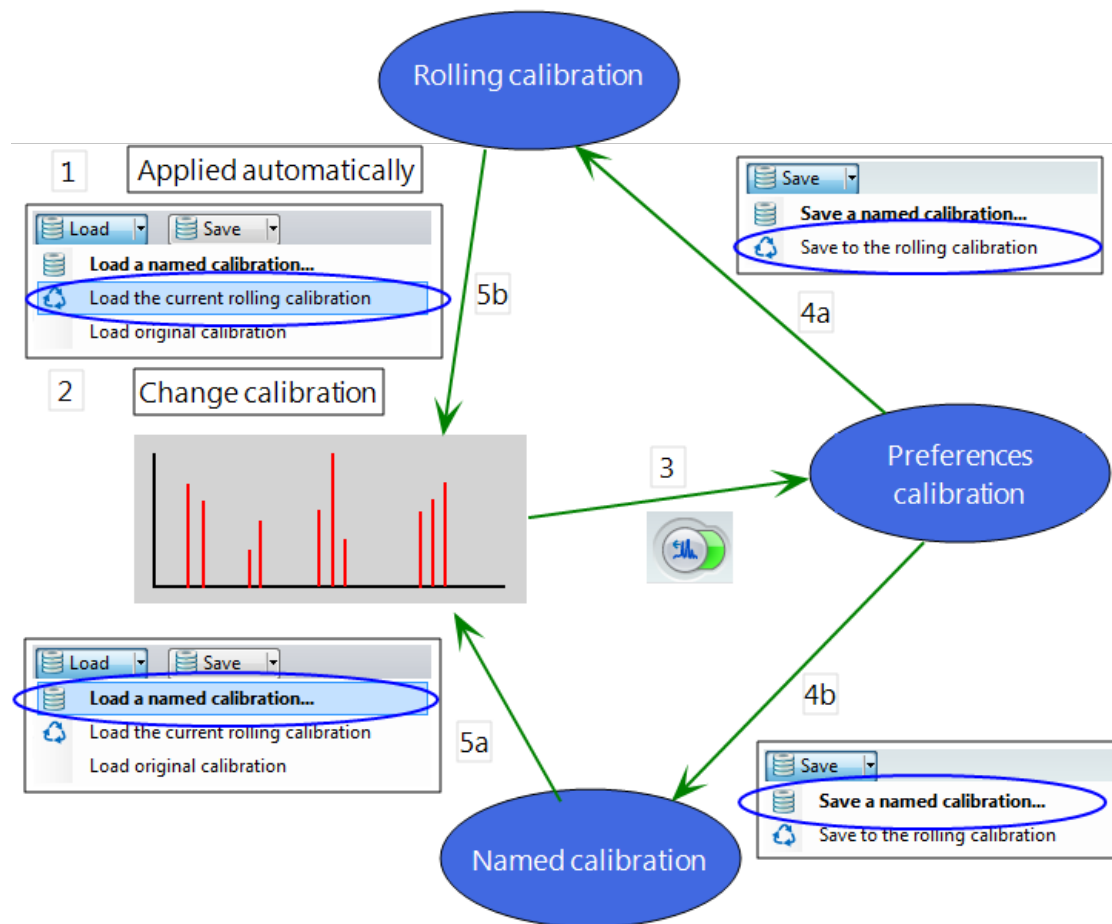 Rolling calibration
1
Applied automatically
Load
Save
Load a named calibration...
Load the current rolling calibration
Load original calibration
5b
Save
Save a named calibration...
Save to the rolling calibration
4a
2
Change calibration
3
Preferences
calibration
Load
Save
Load a named calibration...
Load the current rolling calibration
Load original calibration
5a
4b
Save
Save a named calibration...
Save to the rolling calibration
Named calibration